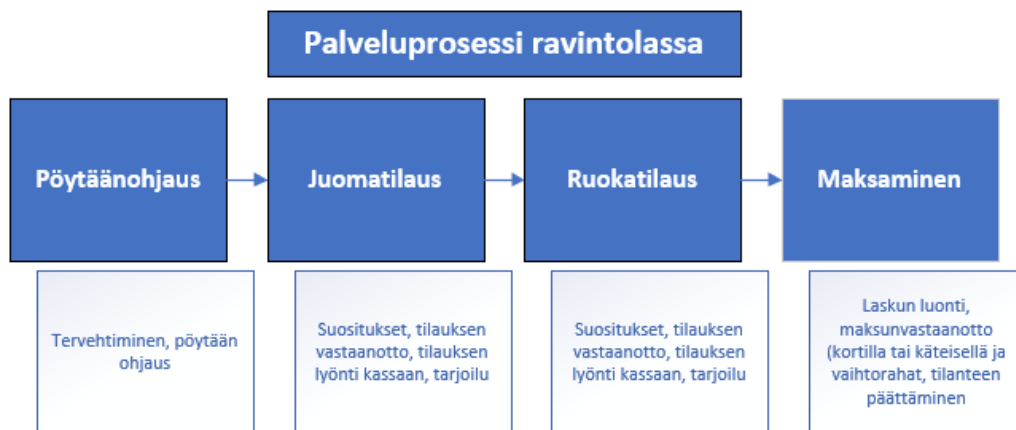 Palveluprosessi ravintolassa
Pöytäänohjaus
Juomatilaus
Ruokatilaus
Maksaminen
Tervehtiminen, pöytään
ohjaus
Suositukset, tilauksen
vastaanotto, tilauksen
lyönti kassaan, tarjoilu
Suositukset, tilauksen
vastaanotto, tilauksen
lyönti kassaan, tarjoilu
Laskun luonti,
maksunvastaanotto
(kortilla tai käteisellä ja
vaihtorahat, tilanteen
päättäminen